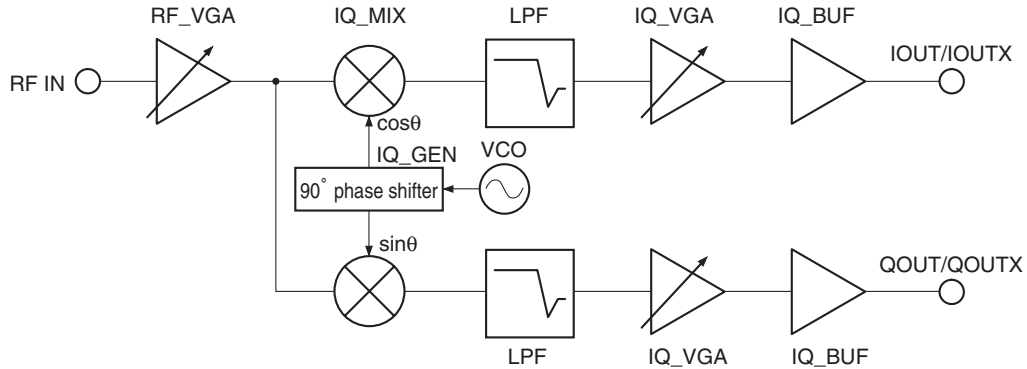 RF_VGA
IQ_MIX
LPF
IQ_VGA
IQ_BUF
RF IN
IOUT/IOUTX
cosθ
IQ_GEN
VCO
90˚ phase shifter
sinθ
QOUT/QOUTX
LPF
IQ_VGA
IQ_BUF